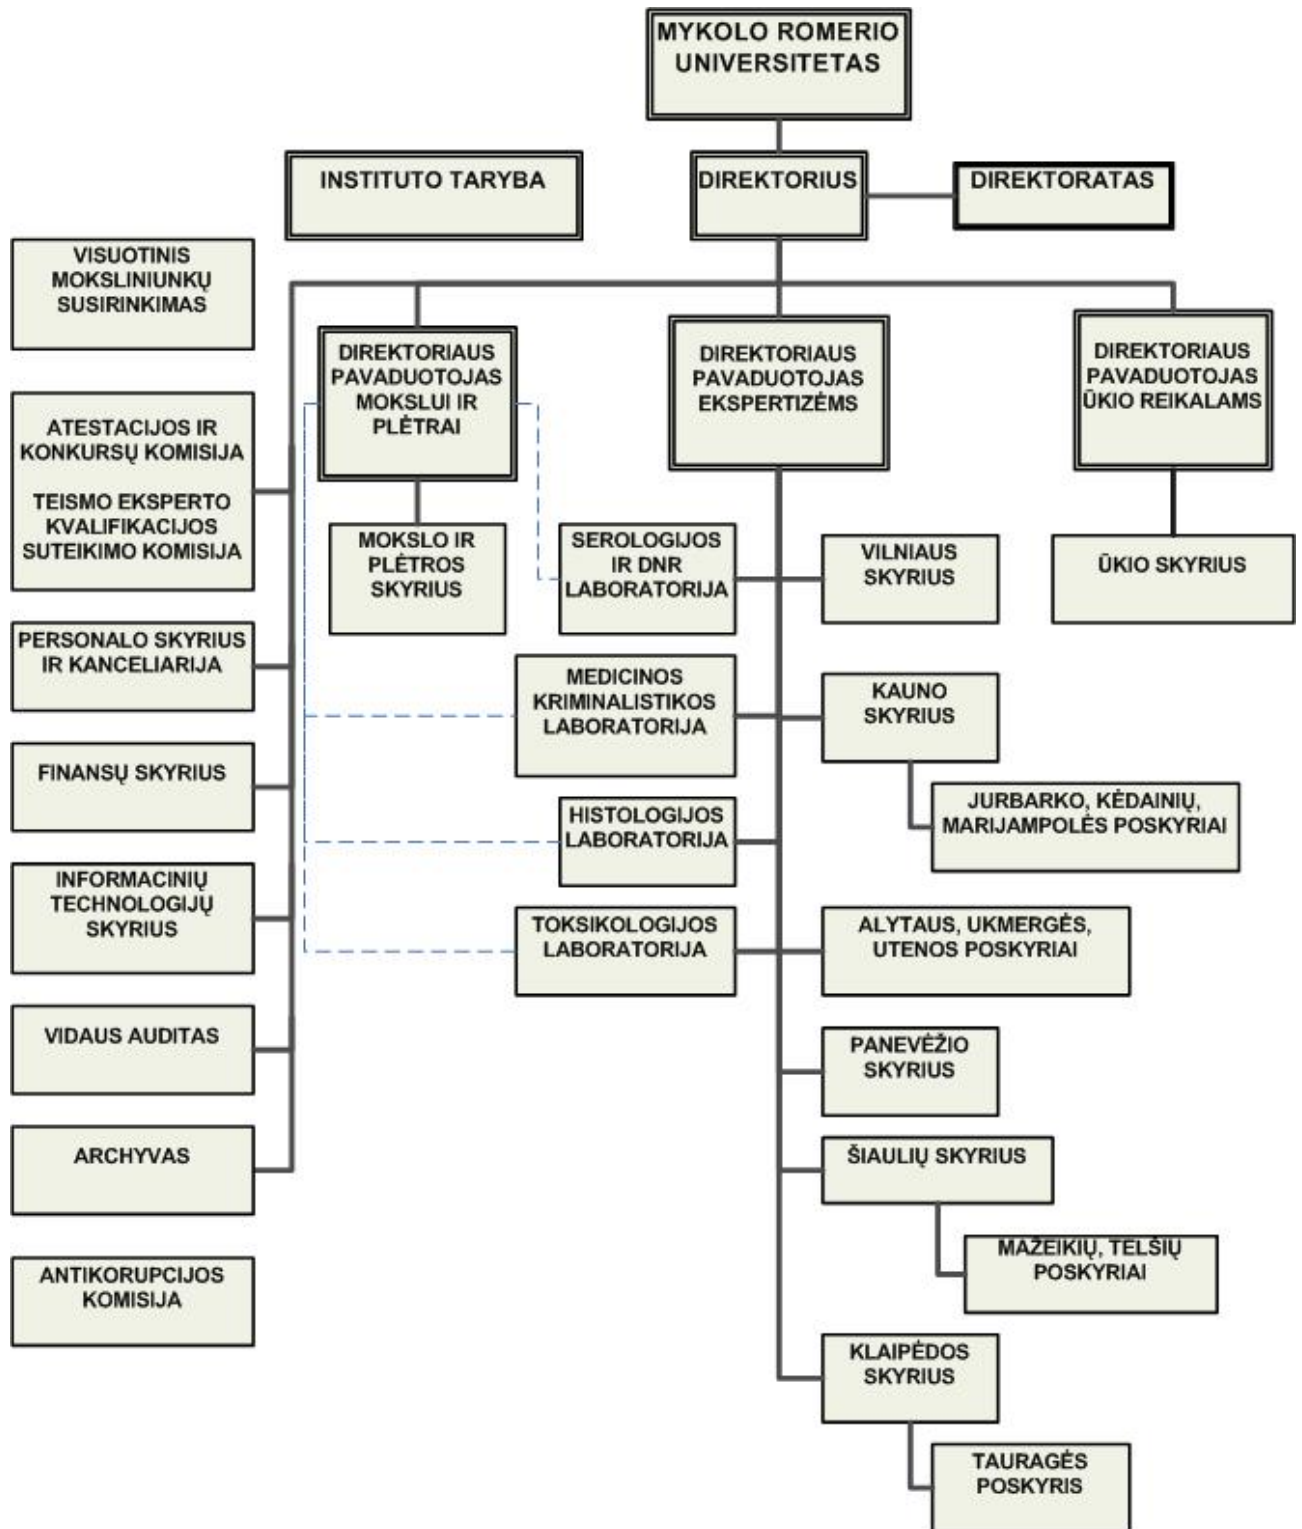 MYKOLO ROMERIO
UNIVERSITETAS
INSTITUTO TARYBA
DIREKTORIUS
DIREKTORATAS
VISUOTINIS
MOKSLINIUNKŲ
SUSIRINKIMAS
DIREKTORIAUS
PAVADUOTOJAS
MOKSLUI IR
PLĖTRAI
DIREKTORIAUS
PAVADUOTOJAS
EKSPERTIZĖMS
DIREKTORIAUS
PAVADUOTOJAS
ŪKIO REIKALAMS
ATESTACIJOS IR
KONKURSŲ KOMISIJA
TEISMO EKSPERTO
KVALIFIKACIJOS
SUTEIKIMO KOMISIJA
MOKSLO IR
PLĖTROS
SKYRIUS
SEROLOGIJOS
IR DNR
LABORATORIJA
VILNIAUS
SKYRIUS
ŪKIO SKYRIUS
PERSONALO SKYRIUS
IR KANCELIARIJA
MEDICINOS
KRIMINALISTIKOS
LABORATORIJA
KAUNO
SKYRIUS
FINANSŲ SKYRIUS
HISTOLOGIJOS
LABORATORIJA
JURBARKO, KĖDAINIŲ,
MARIJAMPOLĖS POSKYRIAI
INFORMACINIŲ
TECHNOLOGIJŲ
SKYRIUS
TOKSIKOLOGIJOS
LABORATORIJA
ALYTAUS, UKMERGĖS,
UTENOS POSKYRIAI
VIDAUS AUDITAS
PANEVĖŽIO
SKYRIUS
ARCHYVAS
ŠIAULIŲ SKYRIUS
MAŽEIKIŲ, TELŠIŲ
POSKYRIAI
ANTIKORUPCIJOS
KOMISIJA
KLAIPĖDOS
SKYRIUS
TAURAGĖS
POSKYRIS